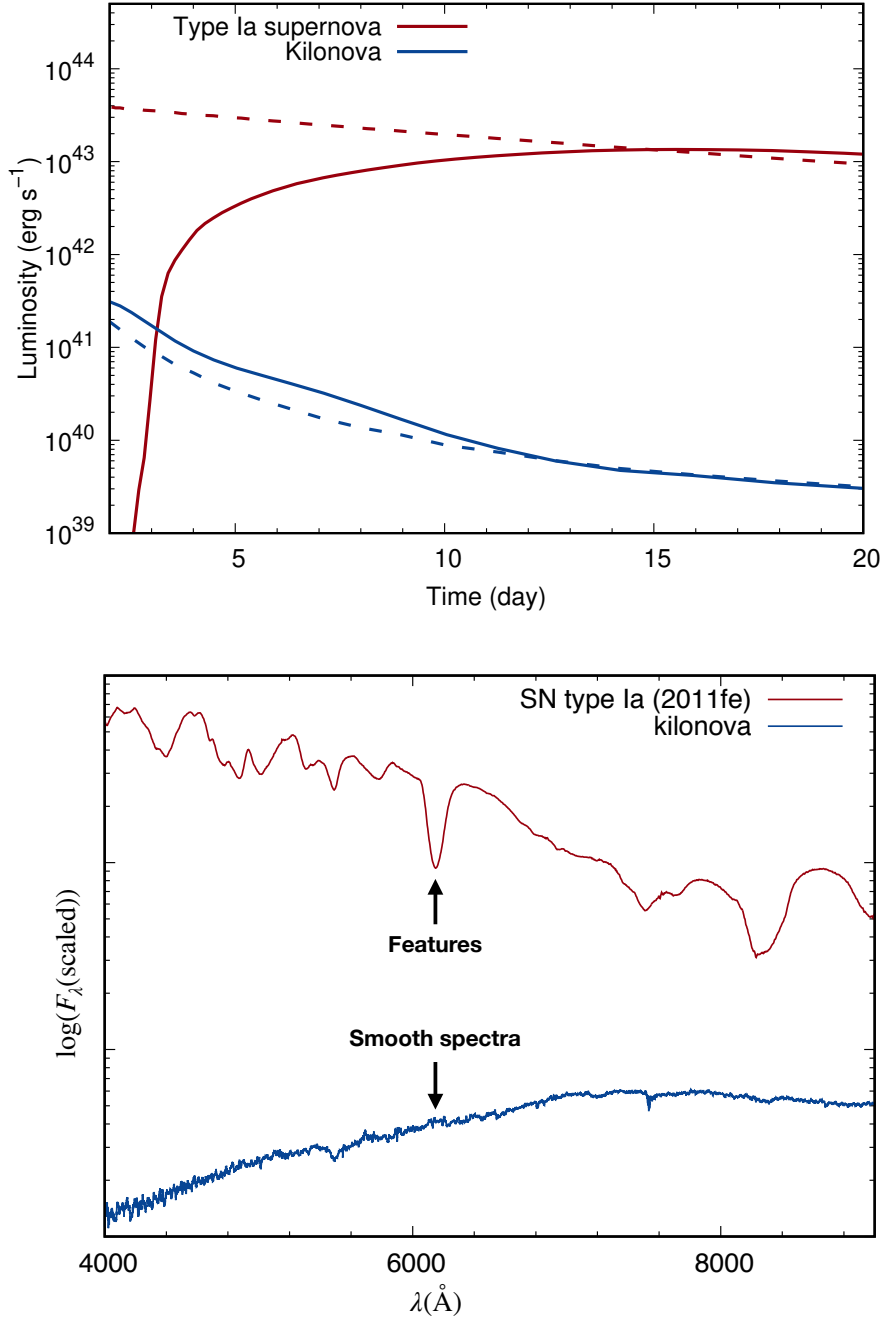 Type Ia supernova
Kilonova
10^44
10^43
10^42
10^41
10^40
10^39
Luminosity (erg s^−1)
5
10
15
20
Time (day)
SN type Ia (2011fe)
kilonova
Features
Smooth spectra
log(F_λ(scaled))
4000
6000
8000
λ(Å)